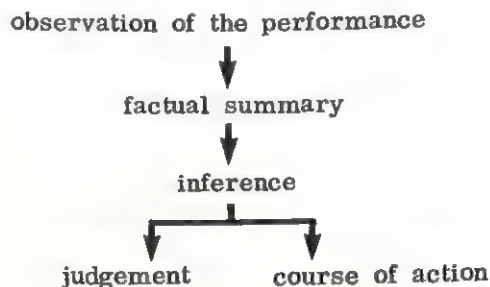 observation of the performance
factual summary
inference
judgement course of action